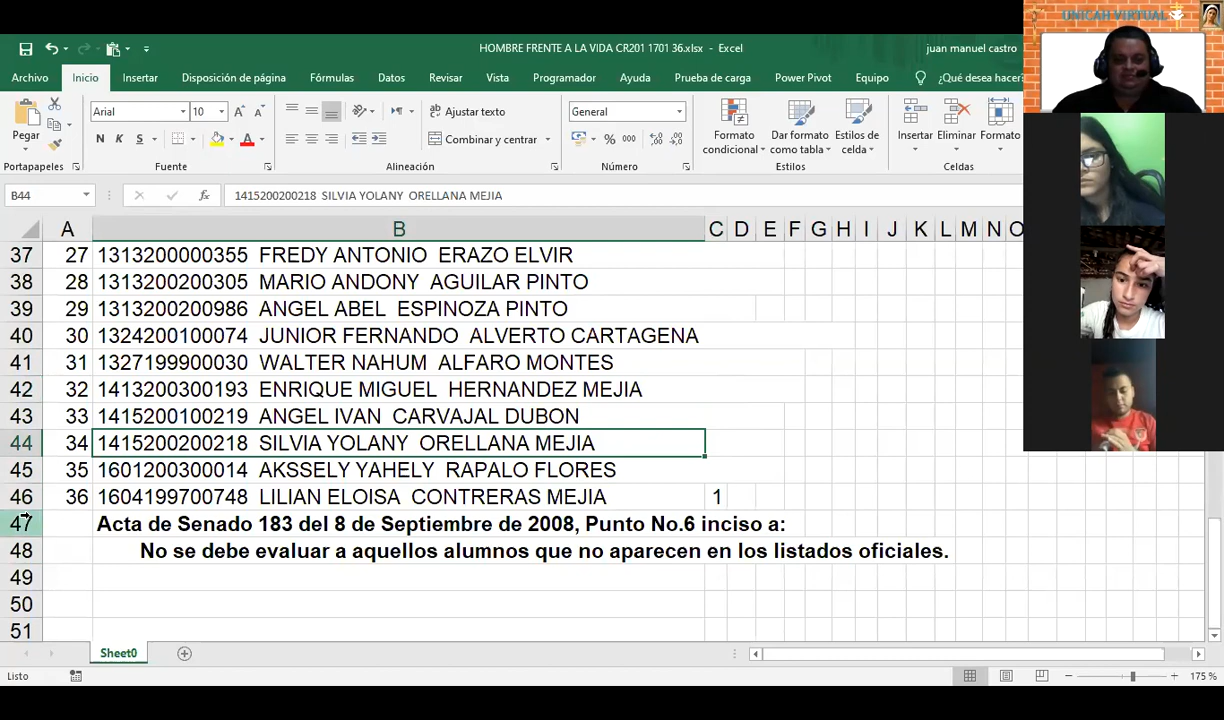 UNICAH VIRTUAL
HOMBRE FRENTE A LA VIDA CR201 1701 36.xlsx - Excel
juan manuel castro
Archivo Inicio Insertar Disposición de página Fórmulas Datos Revisar Vista Programador Ayuda Prueba de carga Power Pivot Equipo ¿Qué desea hacer?
Arial 10 Ajustar texto General
Pegar N K S Combinar y centrar % 000
Formato condicional Dar formato como tabla Estilos de celda Insertar Eliminar Formato
Portapapeles Fuente Alineación Número Estilos Celdas
B44 fx 1415200200218 SILVIA YOLANY ORELLANA MEJIA
A B C D E F G H I J K L M N O
37 27 1313200000355 FREDY ANTONIO ERAZO ELVIR
38 28 1313200200305 MARIO ANDONY AGUILAR PINTO
39 29 1313200200986 ANGEL ABEL ESPINOZA PINTO
40 30 1324200100074 JUNIOR FERNANDO ALVERTO CARTAGENA
41 31 1327199900030 WALTER NAHUM ALFARO MONTES
42 32 1413200300193 ENRIQUE MIGUEL HERNANDEZ MEJIA
43 33 1415200100219 ANGEL IVAN CARVAJAL DUBON
44 34 1415200200218 SILVIA YOLANY ORELLANA MEJIA
45 35 1601200300014 AKSSELY YAHELY RAPALO FLORES
46 36 1604199700748 LILIAN ELOISA CONTRERAS MEJIA 1
47 Acta de Senado 183 del 8 de Septiembre de 2008, Punto No.6 inciso a:
48 No se debe evaluar a aquellos alumnos que no aparecen en los listados oficiales.
49
50
51
Sheet0
Listo 175 %